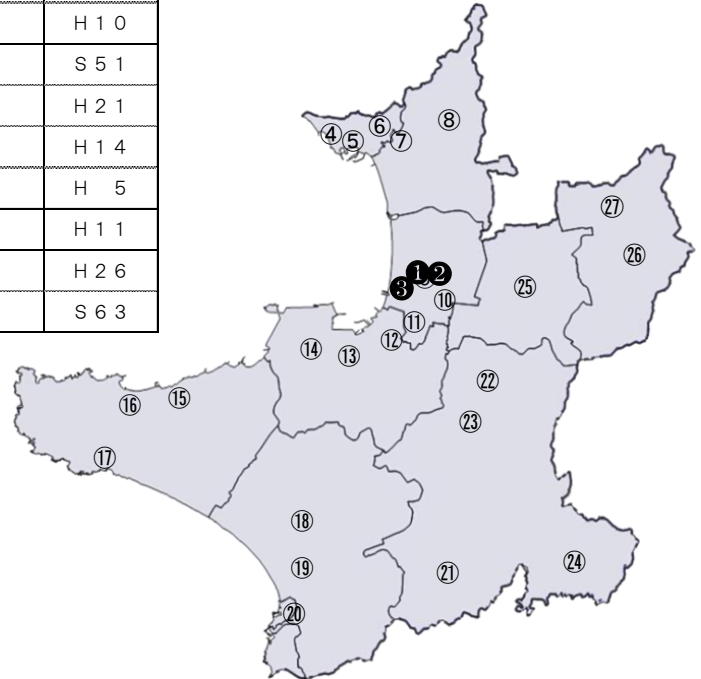 H10
S51
H21
H14
H 5
H11
H26
S63
⑧
⑥
④ ⑤ ⑦
㉗
㉖
❶ ❷
❸
⑩
㉕
⑪
⑫
⑭ ⑬
㉒
⑯ ⑮
㉓
⑰
⑱
⑲ ㉑ ㉔
⑳